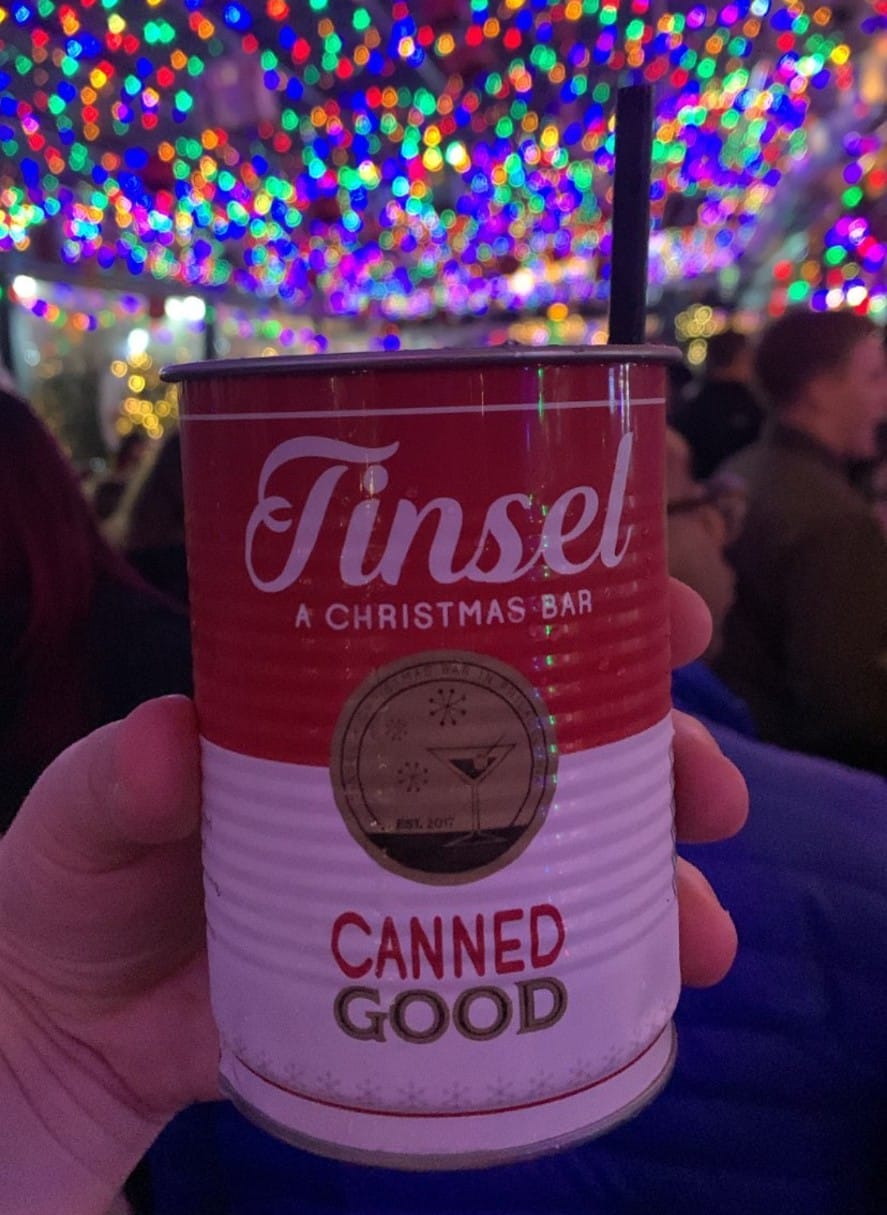 Tinsel
A CHRISTMAS BAR
EST. 2017
CANNED
GOOD